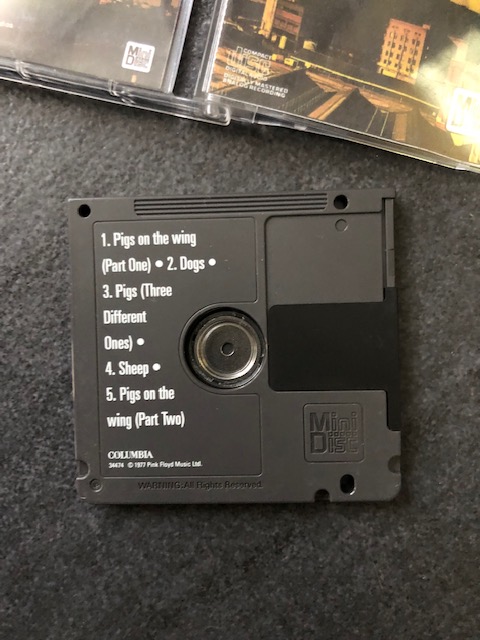 Mini
Disc
COMPACT
DIGITALLY MASTERED
ANALOG RECORDING
1. Pigs on the wing
(Part One) • 2. Dogs •
3. Pigs (Three
Different
Ones) •
4. Sheep •
5. Pigs on the
wing (Part Two)
COLUMBIA
34474 © 1977 Pink Floyd Music Ltd.
WARNING: All Rights Reserved.
Mini
Disc